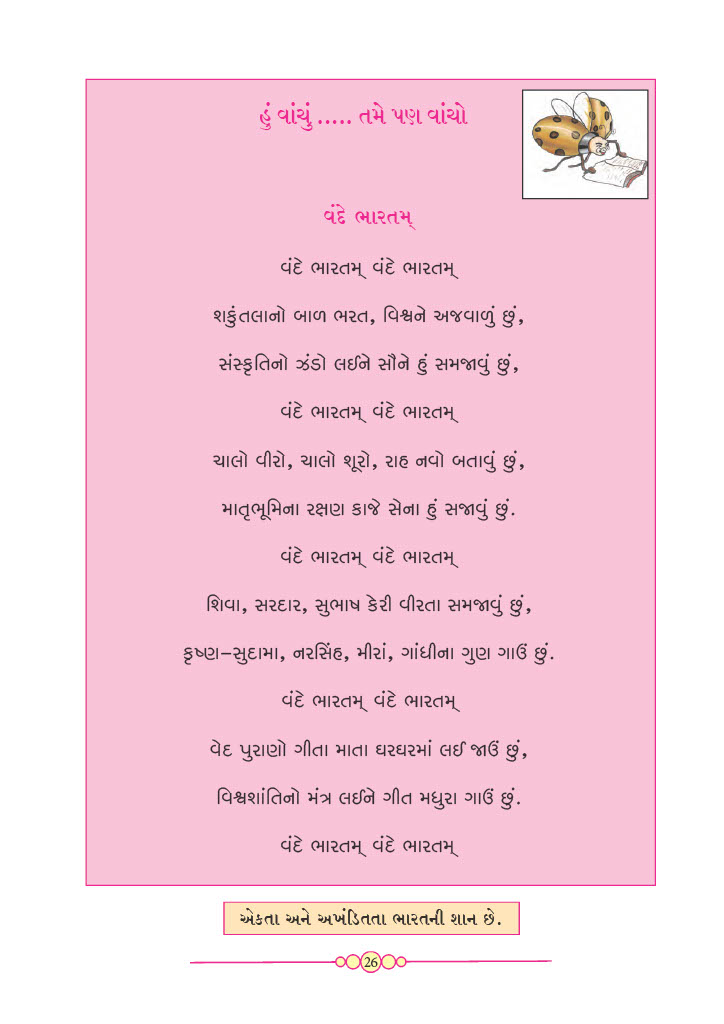 હું વાંચું ..... તમે પણ વાંચો
વંદે ભારતમ્
વંદે ભારતમ્ વંદે ભારતમ્
શકુંતલાનો બાળ ભરત, વિશ્વને અજવાળું છું,
સંસ્કૃતિનો ઝંડો લઈને સૌને હું સમજાવું છું,
વંદે ભારતમ્ વંદે ભારતમ્
ચાલો વીરો, ચાલો શૂરો, રાહ નવો બતાવું છું,
માતૃભૂમિના રક્ષણ કાજે સેના હું સજાવું છું.
વંદે ભારતમ્ વંદે ભારતમ્
શિવા, સરદાર, સુભાષ કેરી વીરતા સમજાવું છું,
કૃષ્ણ–સુદામા, નરસિંહ, મીરાં, ગાંધીના ગુણ ગાઉં છું.
વંદે ભારતમ્ વંદે ભારતમ્
વેદ પુરાણો ગીતા માતા ઘરઘરમાં લઈ જાઉં છું,
વિશ્વશાંતિનો મંત્ર લઈને ગીત મધુરા ગાઉં છું.
વંદે ભારતમ્ વંદે ભારતમ્
એકતા અને અખંડિતતા ભારતની શાન છે.
26